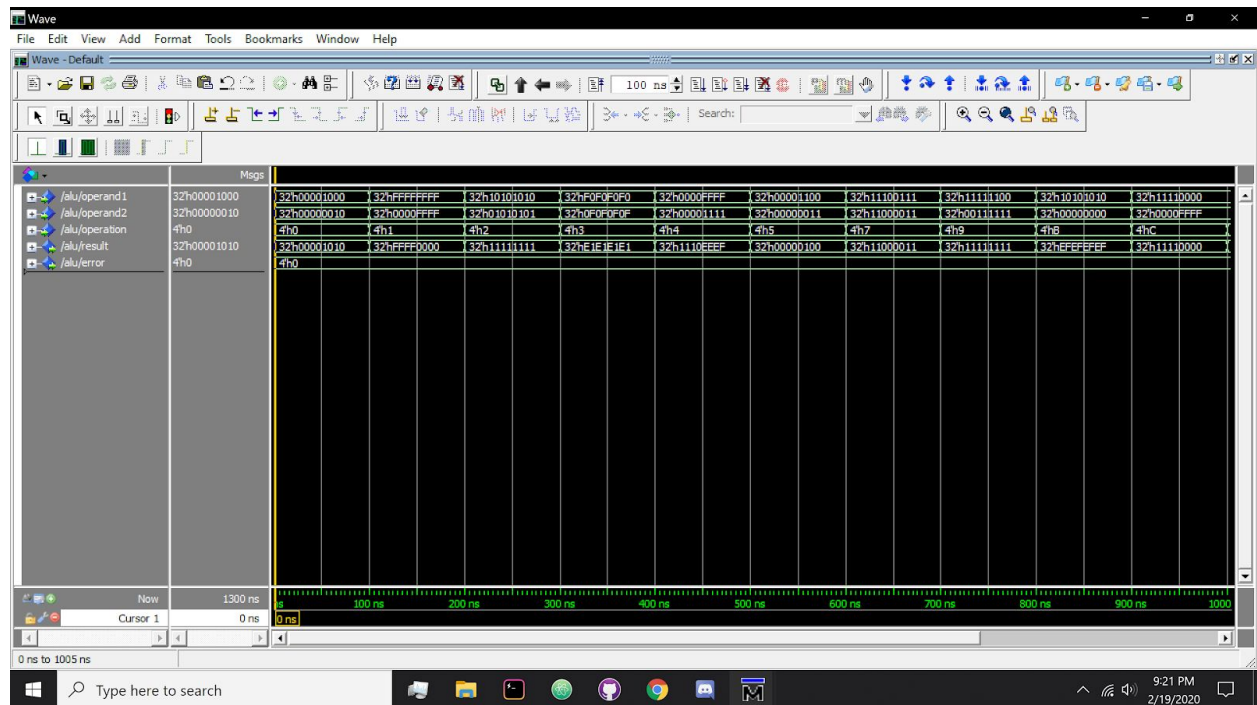 Wave
File Edit View Add Format Tools Bookmarks Window Help
Wave - Default
100 ns
Search:
Msgs
/alu/operand1 32'h00001000 32'h00001000 32'hFFFFFFFF 32'h10101010 32'hF0F0F0F0 32'h0000FFFF 32'h00001100 32'h11100111 32'h11111100 32'h10101010 32'h11110000
/alu/operand2 32'h00000010 32'h00000010 32'h0000FFFF 32'h01010101 32'h0F0F0F0F 32'h00001111 32'h00000011 32'h11000011 32'h00111111 32'h00000000 32'h0000FFFF
/alu/operation 4'h0 4'h0 4'h1 4'h2 4'h3 4'h4 4'h5 4'h7 4'h9 4'hB 4'hC
/alu/result 32'h00001010 32'h00001010 32'hFFFF0000 32'h11111111 32'hE1E1E1E1 32'h1110EEEF 32'h00000100 32'h11000011 32'h11111111 32'hEFEFEFEF 32'h11110000
/alu/error 4'h0 4'h0
Now 1300 ns ns 100 ns 200 ns 300 ns 400 ns 500 ns 600 ns 700 ns 800 ns 900 ns 1000
Cursor 1 0 ns 0 ns
0 ns to 1005 ns
Type here to search
9:21 PM
2/19/2020